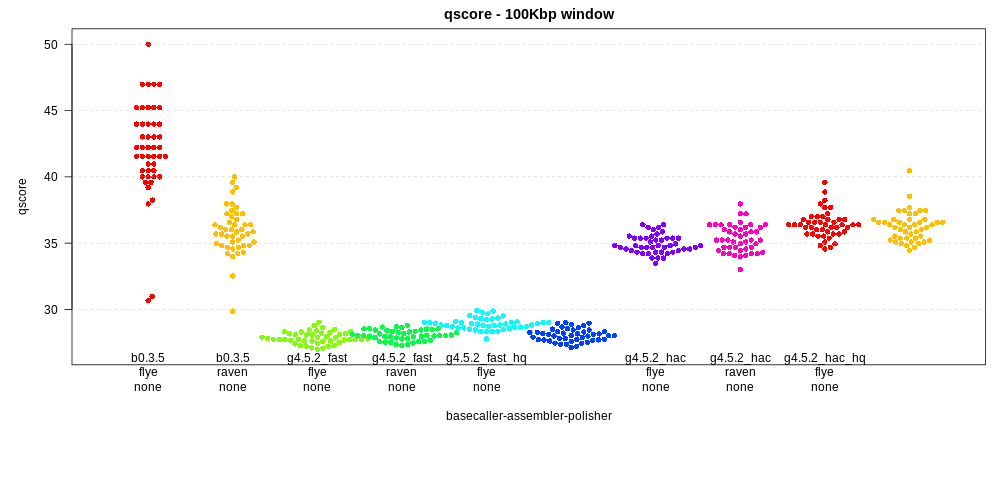 qscore - 100Kbp window
50
45
40
35
30
qscore
b0.3.5 b0.3.5 g4.5.2_fast g4.5.2_fast g4.5.2_fast_hq g4.5.2_hac g4.5.2_hac g4.5.2_hac_hq
flye raven flye raven flye flye raven flye
none none none none none none none none
basecaller-assembler-polisher